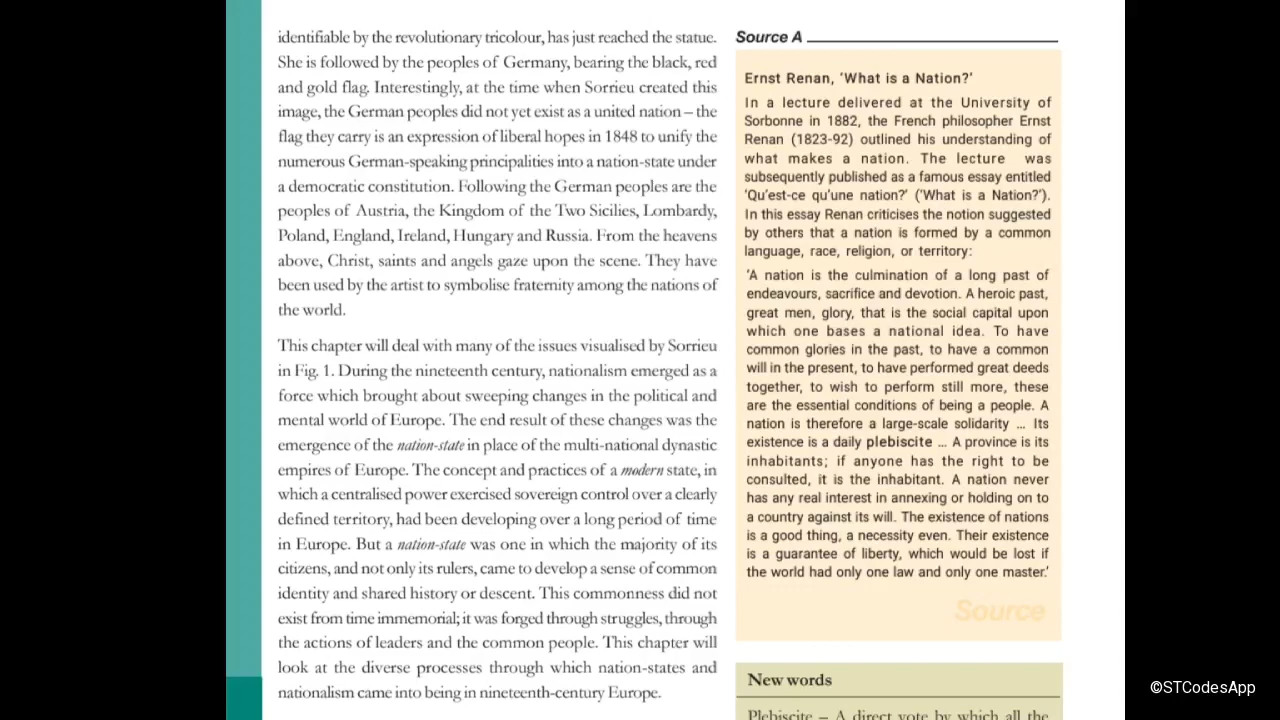 identifiable by the revolutionary tricolour, has just reached the statue.
She is followed by the peoples of Germany, bearing the black, red
and gold flag. Interestingly, at the time when Sorrieu created this
image, the German peoples did not yet exist as a united nation – the
flag they carry is an expression of liberal hopes in 1848 to unify the
numerous German-speaking principalities into a nation-state under
a democratic constitution. Following the German peoples are the
peoples of Austria, the Kingdom of the Two Sicilies, Lombardy,
Poland, England, Ireland, Hungary and Russia. From the heavens
above, Christ, saints and angels gaze upon the scene. They have
been used by the artist to symbolise fraternity among the nations of
the world.
This chapter will deal with many of the issues visualised by Sorrieu
in Fig. 1. During the nineteenth century, nationalism emerged as a
force which brought about sweeping changes in the political and
mental world of Europe. The end result of these changes was the
emergence of the nation-state in place of the multi-national dynastic
empires of Europe. The concept and practices of a modern state, in
which a centralised power exercised sovereign control over a clearly
defined territory, had been developing over a long period of time
in Europe. But a nation-state was one in which the majority of its
citizens, and not only its rulers, came to develop a sense of common
identity and shared history or descent. This commonness did not
exist from time immemorial; it was forged through struggles, through
the actions of leaders and the common people. This chapter will
look at the diverse processes through which nation-states and
nationalism came into being in nineteenth-century Europe.
Source A
Ernst Renan, ‘What is a Nation?’
In a lecture delivered at the University of
Sorbonne in 1882, the French philosopher Ernst
Renan (1823-92) outlined his understanding of
what makes a nation. The lecture was
subsequently published as a famous essay entitled
‘Qu’est-ce qu’une nation?’ (‘What is a Nation?’).
In this essay Renan criticises the notion suggested
by others that a nation is formed by a common
language, race, religion, or territory:
‘A nation is the culmination of a long past of
endeavours, sacrifice and devotion. A heroic past,
great men, glory, that is the social capital upon
which one bases a national idea. To have
common glories in the past, to have a common
will in the present, to have performed great deeds
together, to wish to perform still more, these
are the essential conditions of being a people. A
nation is therefore a large-scale solidarity ... Its
existence is a daily plebiscite ... A province is its
inhabitants; if anyone has the right to be
consulted, it is the inhabitant. A nation never
has any real interest in annexing or holding on to
a country against its will. The existence of nations
is a good thing, a necessity even. Their existence
is a guarantee of liberty, which would be lost if
the world had only one law and only one master.’
Source
New words
Plebiscite – A direct vote by which all the
©STCodesApp